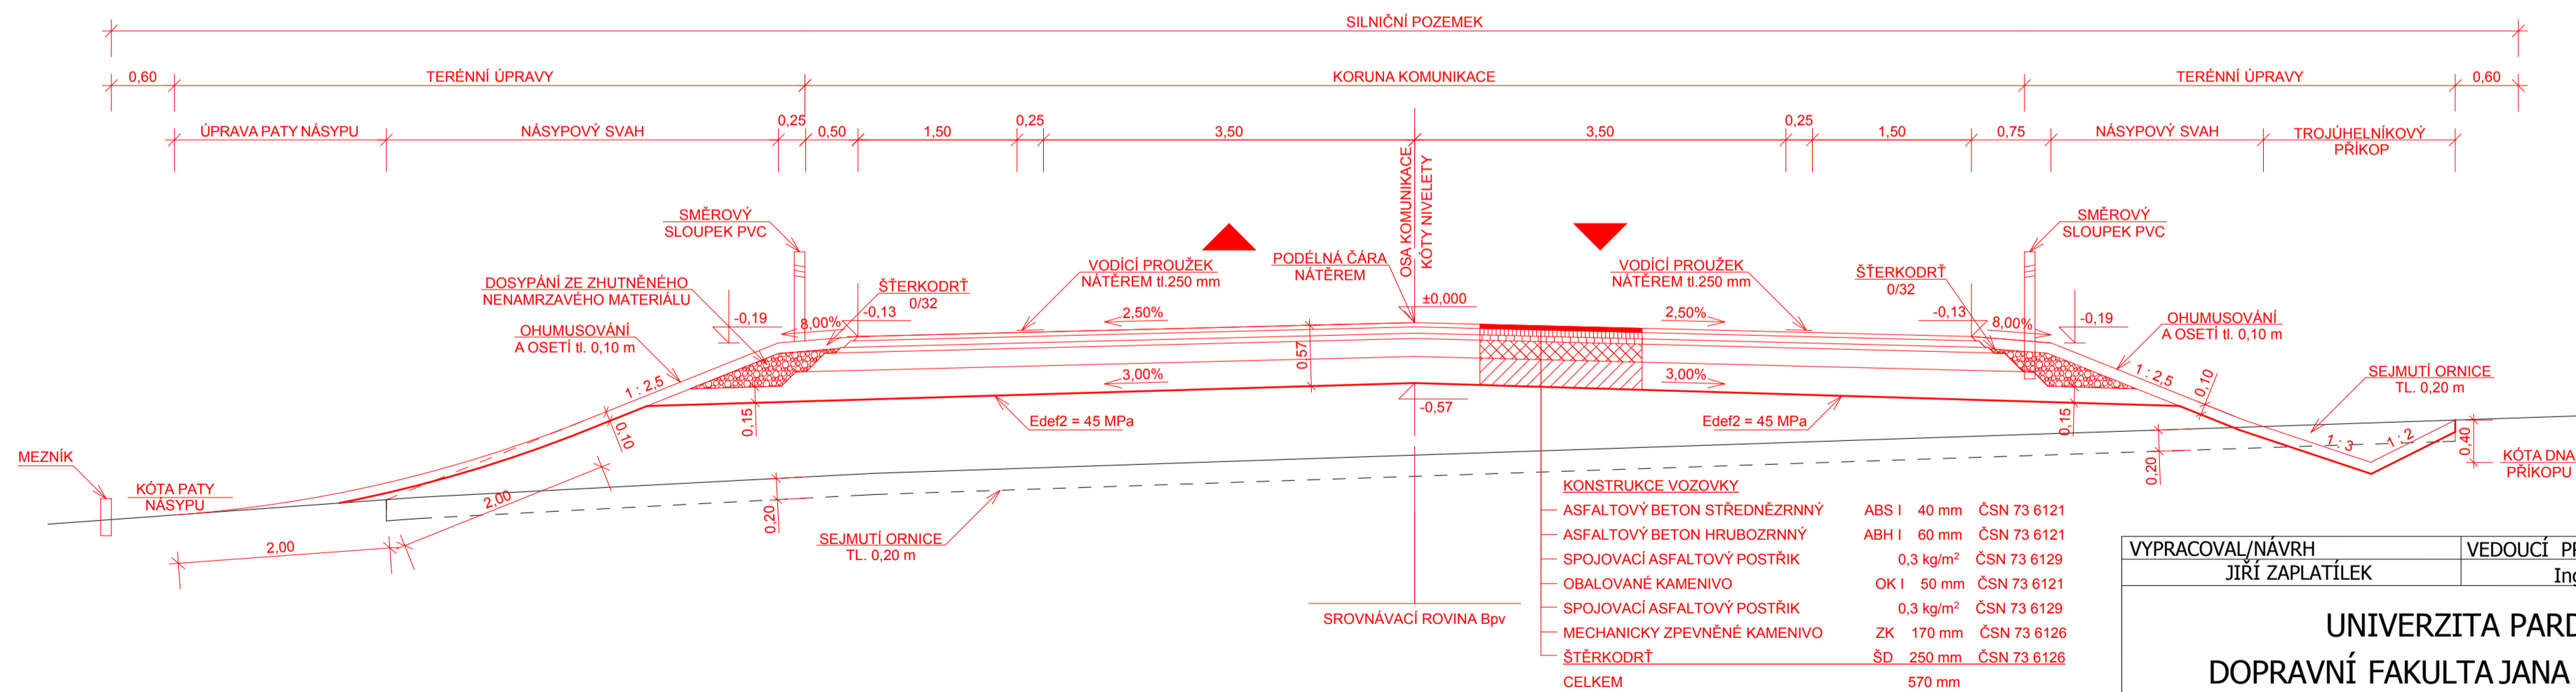 SILNIČNÍ POZEMEK
0,60 TERÉNNÍ ÚPRAVY KORUNA KOMUNIKACE TERÉNNÍ ÚPRAVY 0,60
ÚPRAVA PATY NÁSYPU NÁSYPOVÝ SVAH 0,25 0,50 1,50 0,25 3,50 3,50 0,25 1,50 0,75 NÁSYPOVÝ SVAH TROJÚHELNÍKOVÝ
PŘÍKOP
OSA KOMUNIKACE
KÓTY NIVELETY
SMĚROVÝ
SLOUPEK PVC
SMĚROVÝ
SLOUPEK PVC
DOSYPÁNÍ ZE ZHUTNĚNÉHO
NENAMRZAVÉHO MATERIÁLU
ŠŤERKODRŤ
0/32
VODÍCÍ PROUŽEK
NÁTĚREM tl.250 mm
PODÉLNÁ ČÁRA
NÁTĚREM
VODÍCÍ PROUŽEK
NÁTĚREM tl.250 mm
ŠŤERKODRŤ
0/32
OHUMUSOVÁNÍ
A OSETÍ tl. 0,10 m
-0,19
8,00%
-0,13
2,50%
±0,000
2,50%
-0,13
8,00%
-0,19
OHUMUSOVÁNÍ
A OSETÍ tl. 0,10 m
1 : 2,5
0,57
3,00%
3,00%
1 : 2,5
0,10
SEJMUTÍ ORNICE
TL. 0,20 m
0,10
0,15
Edef2 = 45 MPa
-0,57
Edef2 = 45 MPa
0,15
1 : 3
1 : 2
0,40
KÓTA DNA
PŘÍKOPU
MEZNÍK
KÓTA PATY
NÁSYPU
2,00
2,00
0,20
0,20
SEJMUTÍ ORNICE
TL. 0,20 m
SROVNÁVACÍ ROVINA Bpv
KONSTRUKCE VOZOVKY
ASFALTOVÝ BETON STŘEDNĚZRNNÝ ABS I 40 mm ČSN 73 6121
ASFALTOVÝ BETON HRUBOZRNNÝ ABH I 60 mm ČSN 73 6121
SPOJOVACÍ ASFALTOVÝ POSTŘIK 0,3 kg/m² ČSN 73 6129
OBALOVANÉ KAMENIVO OK I 50 mm ČSN 73 6121
SPOJOVACÍ ASFALTOVÝ POSTŘIK 0,3 kg/m² ČSN 73 6129
MECHANICKY ZPEVNĚNÉ KAMENIVO ZK 170 mm ČSN 73 6126
ŠTĚRKODRŤ ŠD 250 mm ČSN 73 6126
CELKEM 570 mm
VYPRACOVAL/NÁVRH VEDOUCÍ
JIŘÍ ZAPLATÍLEK
UNIVERZITA
DOPRAVNÍ FAKULTA JANA